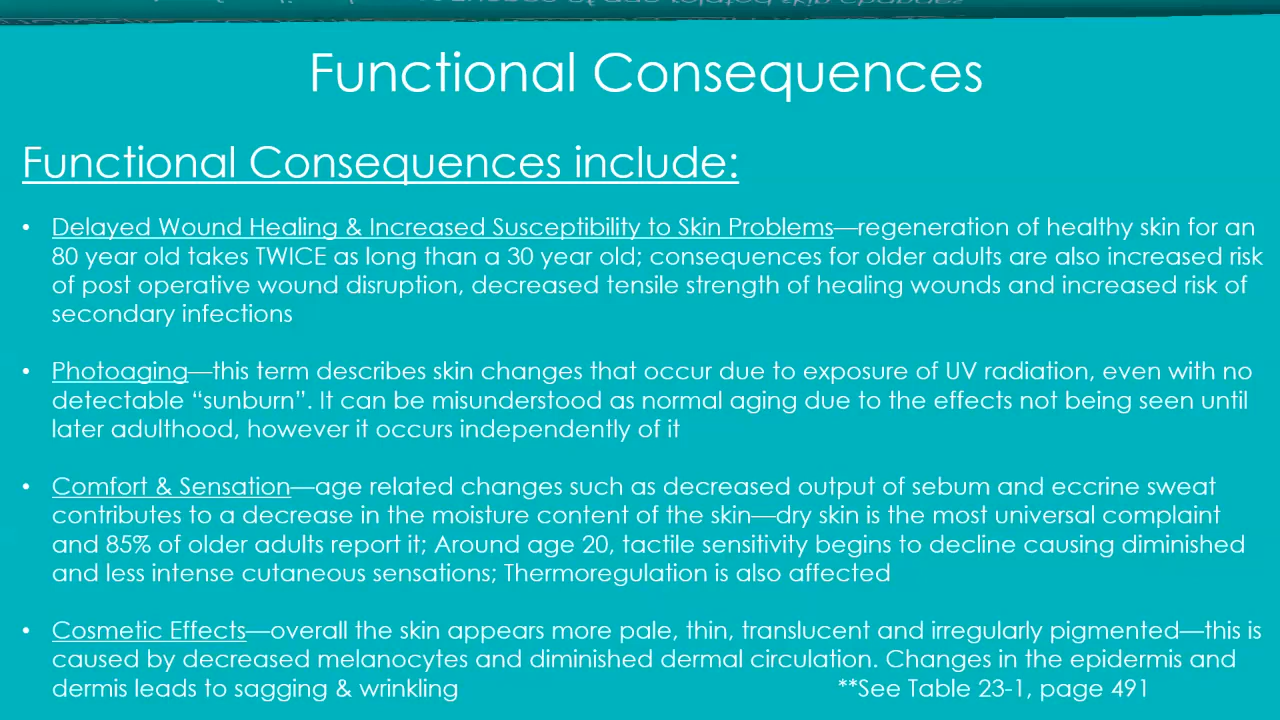 Functional Consequences
Functional Consequences include:
• Delayed Wound Healing & Increased Susceptibility to Skin Problems—regeneration of healthy skin for an
80 year old takes TWICE as long than a 30 year old; consequences for older adults are also increased risk
of post operative wound disruption, decreased tensile strength of healing wounds and increased risk of
secondary infections
• Photoaging—this term describes skin changes that occur due to exposure of UV radiation, even with no
detectable “sunburn”. It can be misunderstood as normal aging due to the effects not being seen until
later adulthood, however it occurs independently of it
• Comfort & Sensation—age related changes such as decreased output of sebum and eccrine sweat
contributes to a decrease in the moisture content of the skin—dry skin is the most universal complaint
and 85% of older adults report it; Around age 20, tactile sensitivity begins to decline causing diminished
and less intense cutaneous sensations; Thermoregulation is also affected
• Cosmetic Effects—overall the skin appears more pale, thin, translucent and irregularly pigmented—this is
caused by decreased melanocytes and diminished dermal circulation. Changes in the epidermis and
dermis leads to sagging & wrinkling **See Table 23-1, page 491